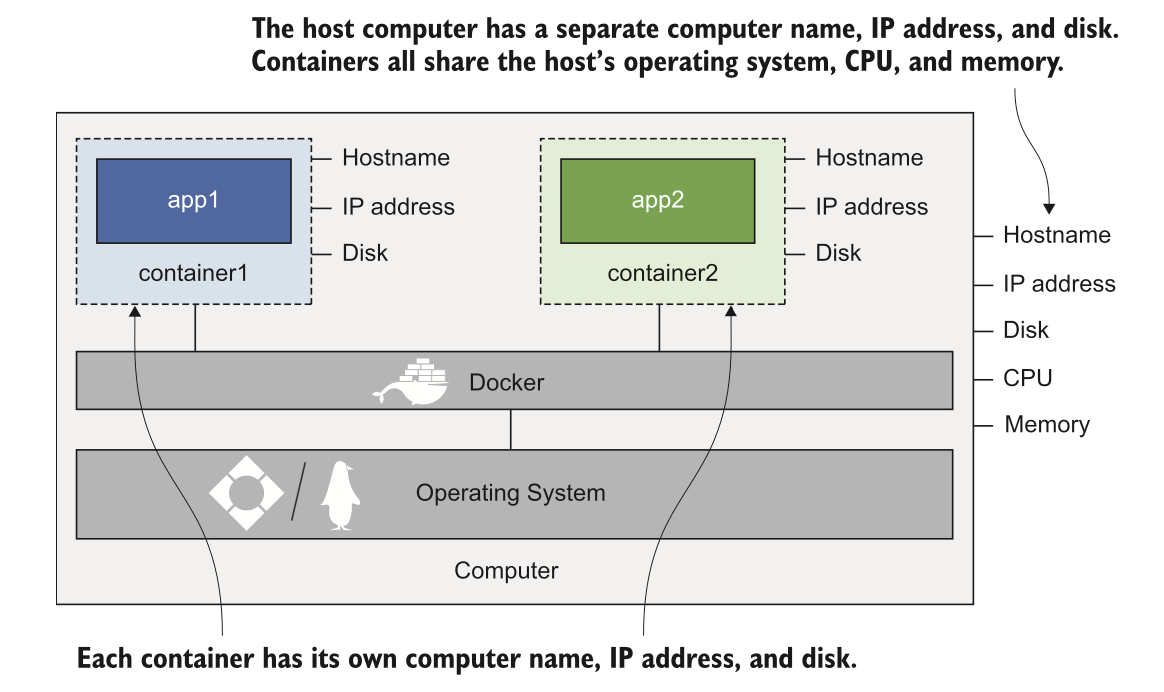 The host computer has a separate computer name, IP address, and disk.
Containers all share the host's operating system, CPU, and memory.
app1
container1
Hostname
IP address
Disk
app2
container2
Hostname
IP address
Disk
Hostname
IP address
Disk
CPU
Memory
Docker
Operating System
Computer
Each container has its own computer name, IP address, and disk.